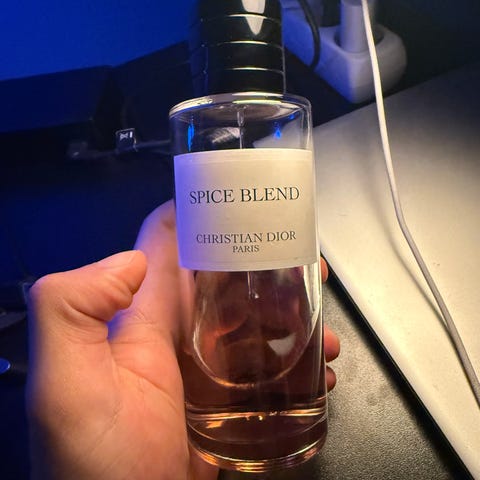 SPICE BLEND
CHRISTIAN DIOR
PARIS